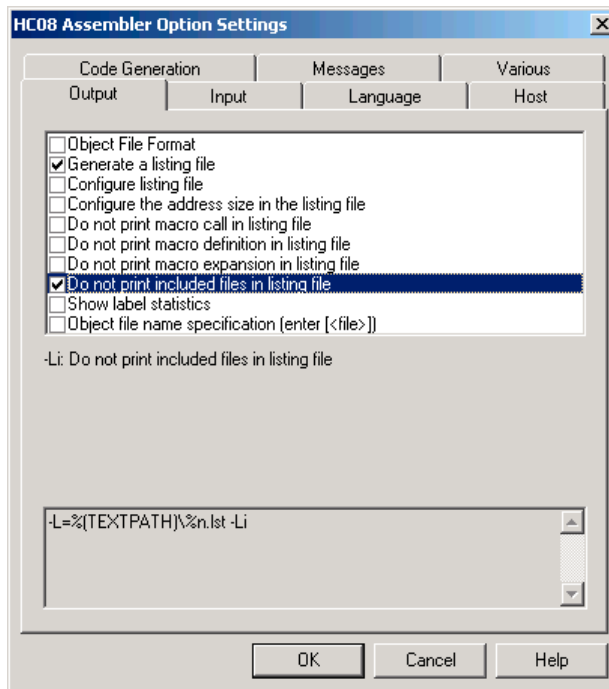 HC08 Assembler Option Settings
Code Generation Messages Various
Output Input Language Host
Object File Format
Generate a listing file
Configure listing file
Configure the address size in the listing file
Do not print macro call in listing file
Do not print macro definition in listing file
Do not print macro expansion in listing file
Do not print included files in listing file
Show label statistics
Object file name specification (enter [<file>])
-Li: Do not print included files in listing file
-L=%(TEXTPATH)\%n.lst -Li
OK Cancel Help